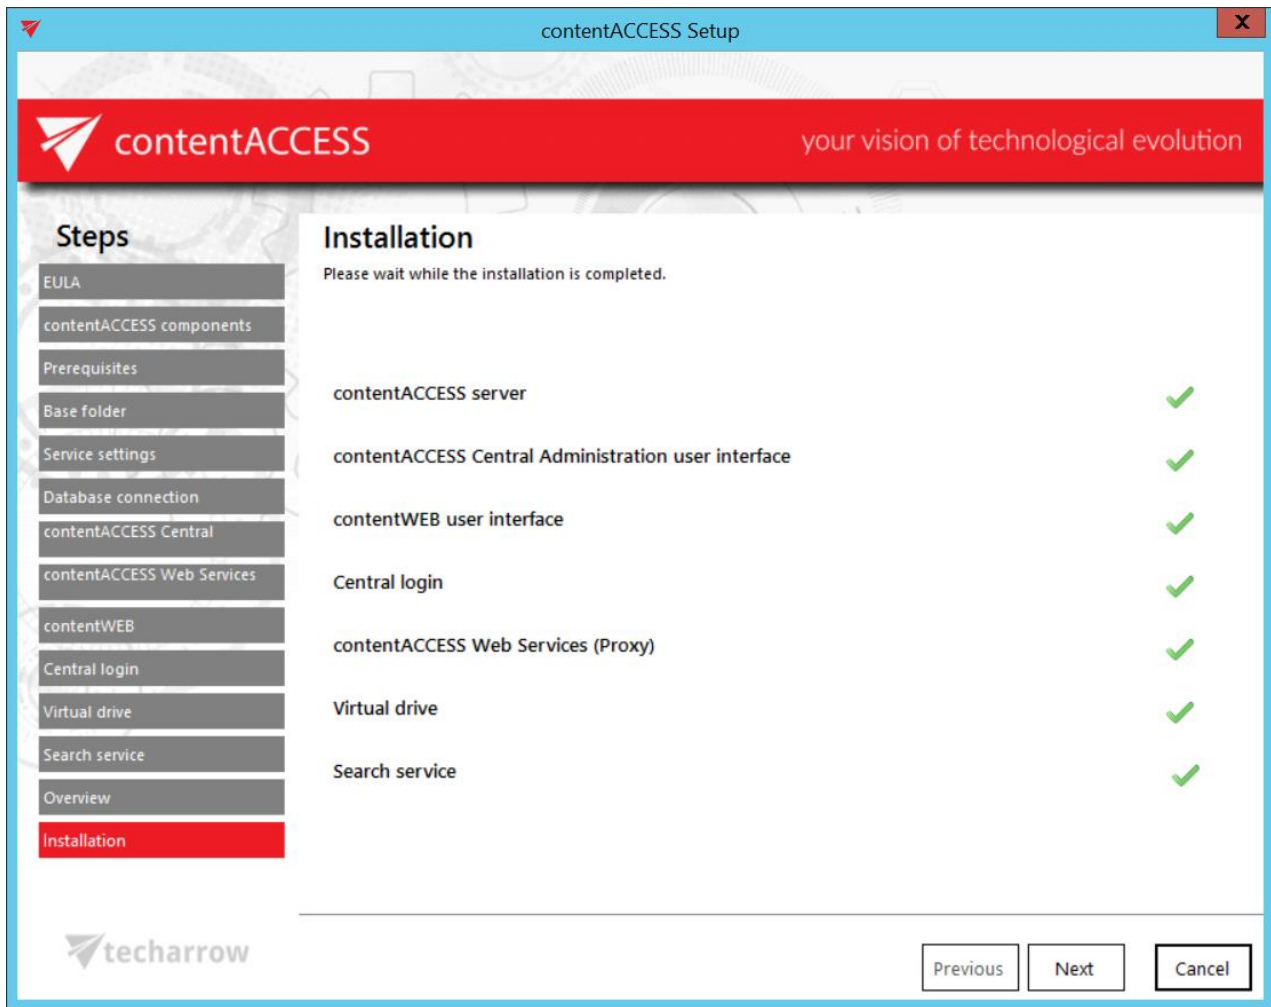 contentACCESS Setup
X
contentACCESS
your vision of technological evolution
Steps
EULA
contentACCESS components
Prerequisites
Base folder
Service settings
Database connection
contentACCESS Central
contentACCESS Web Services
contentWEB
Central login
Virtual drive
Search service
Overview
Installation
Installation
Please wait while the installation is completed.
contentACCESS server
contentACCESS Central Administration user interface
contentWEB user interface
Central login
contentACCESS Web Services (Proxy)
Virtual drive
Search service
techarrow
Previous
Next
Cancel